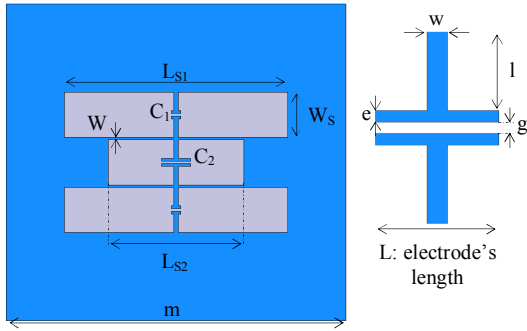 L_S1
W_S
W
C_1
C_2
L_S2
m
w
l
e
g
L: electrode's
length